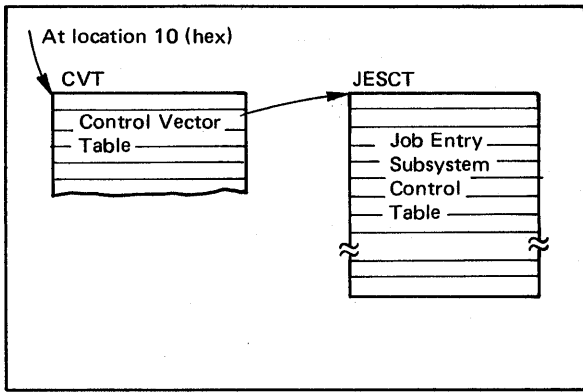 At location 10 (hex)
CVT
Control Vector
Table
JESCT
Job Entry
Subsystem
Control
Table